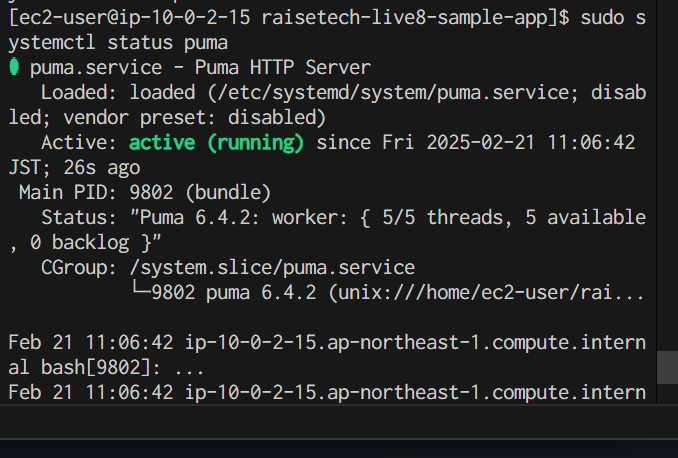 [ec2-user@ip-10-0-2-15 raisetech-live8-sample-app]$ sudo s
ystemctl status puma
● puma.service - Puma HTTP Server
   Loaded: loaded (/etc/systemd/system/puma.service; disab
led; vendor preset: disabled)
   Active: active (running) since Fri 2025-02-21 11:06:42
JST; 26s ago
 Main PID: 9802 (bundle)
   Status: "Puma 6.4.2: worker: { 5/5 threads, 5 available
, 0 backlog }"
   CGroup: /system.slice/puma.service
           └─9802 puma 6.4.2 (unix:///home/ec2-user/rai...

Feb 21 11:06:42 ip-10-0-2-15.ap-northeast-1.compute.intern
al bash[9802]: ...
Feb 21 11:06:42 ip-10-0-2-15.ap-northeast-1.compute.intern